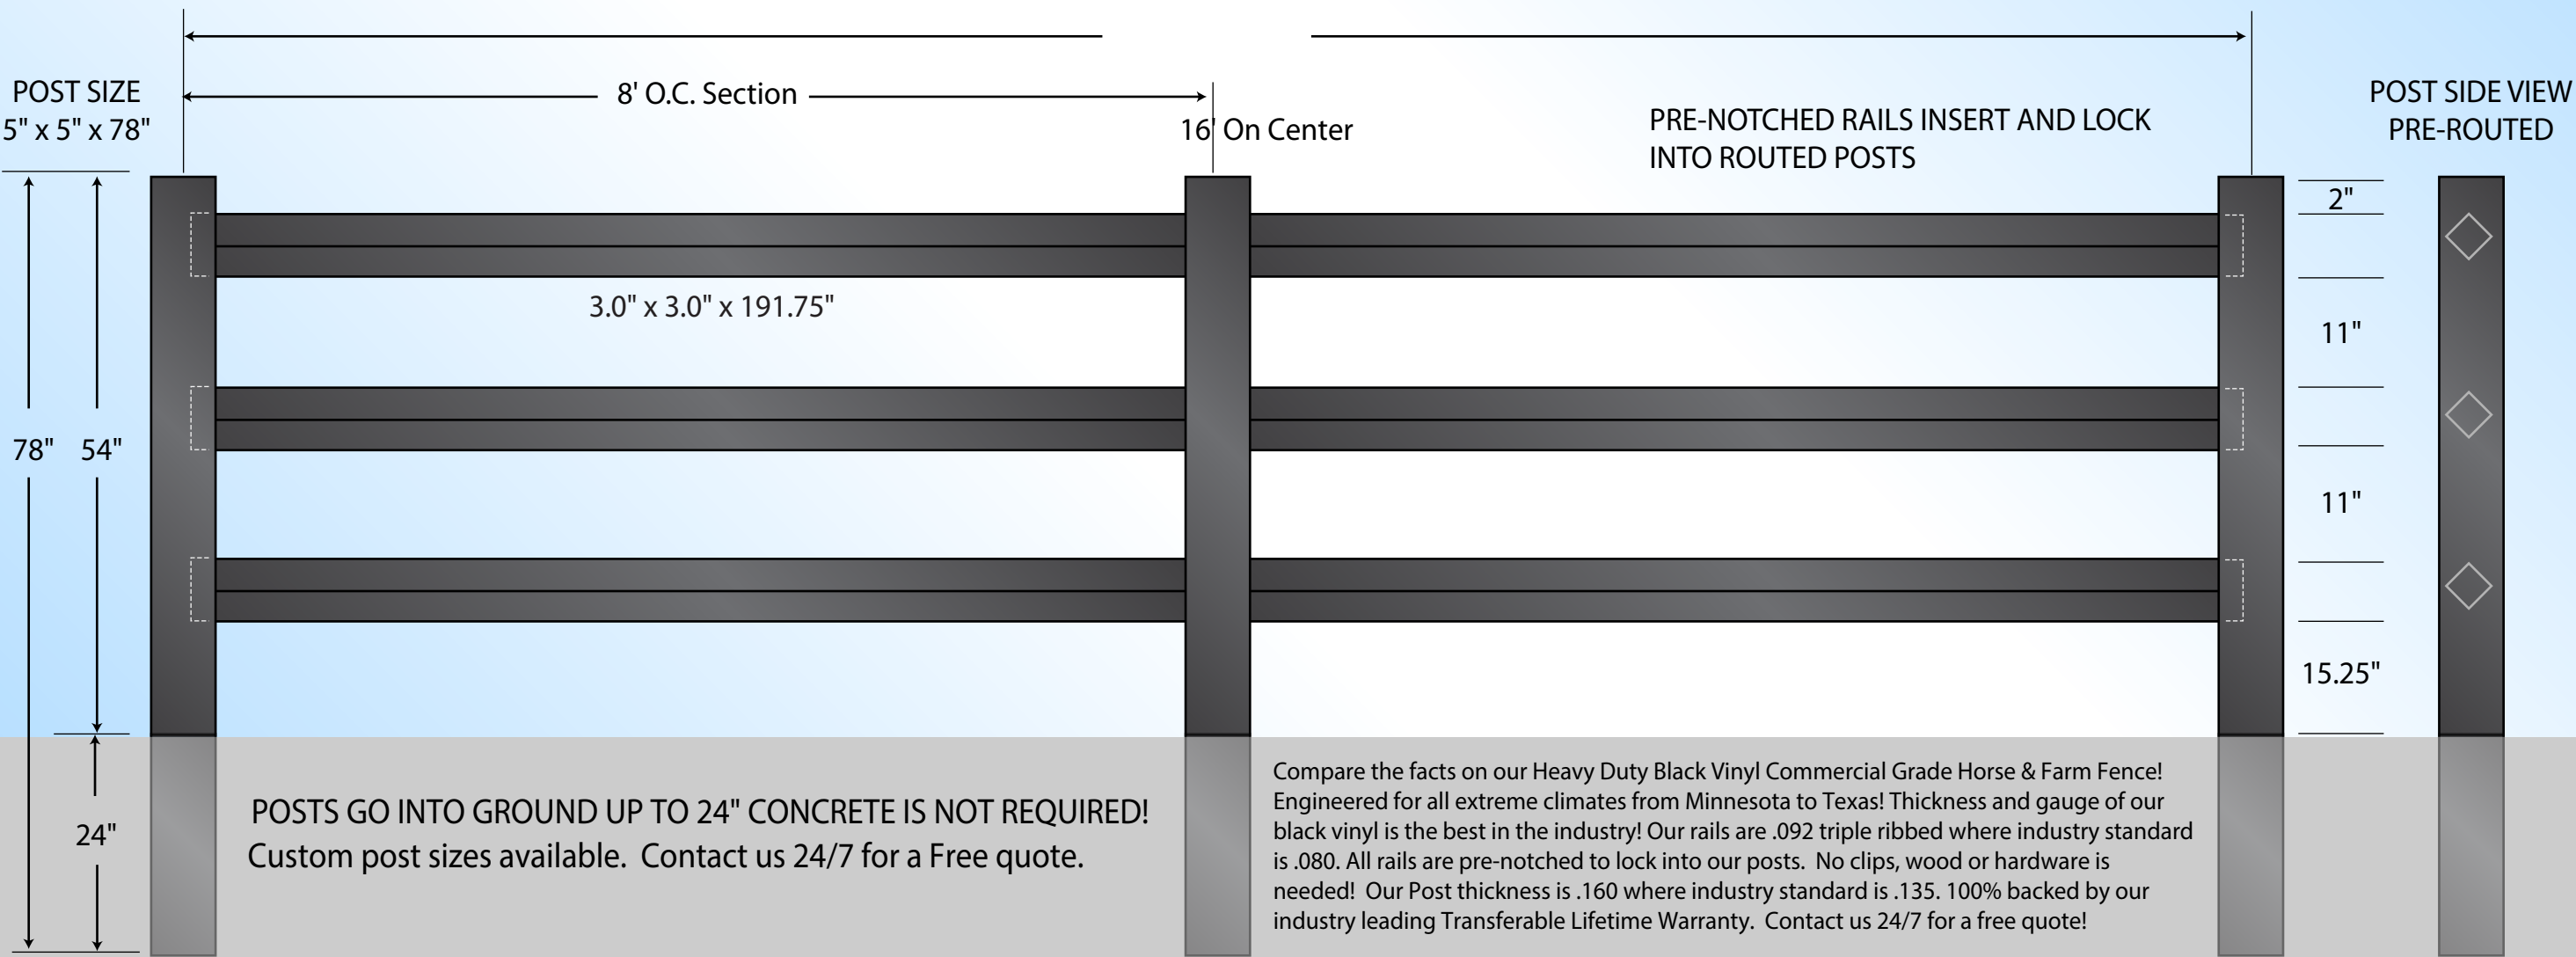 POST SIZE
5" x 5" x 78"
8' O.C. Section
16' On Center
PRE-NOTCHED RAILS INSERT AND LOCK
INTO ROUTED POSTS
POST SIDE VIEW
PRE-ROUTED
2"
3.0" x 3.0" x 191.75"
11"
78" 54"
11"
15.25"
24"
POSTS GO INTO GROUND UP TO 24" CONCRETE IS NOT REQUIRED!
Custom post sizes available. Contact us 24/7 for a Free quote.
Compare the facts on our Heavy Duty Black Vinyl Commercial Grade Horse & Farm Fence!
Engineered for all extreme climates from Minnesota to Texas! Thickness and gauge of our
black vinyl is the best in the industry! Our rails are .092 triple ribbed where industry standard
is .080. All rails are pre-notched to lock into our posts. No clips, wood or hardware is
needed! Our Post thickness is .160 where industry standard is .135. 100% backed by our
industry leading Transferable Lifetime Warranty. Contact us 24/7 for a free quote!